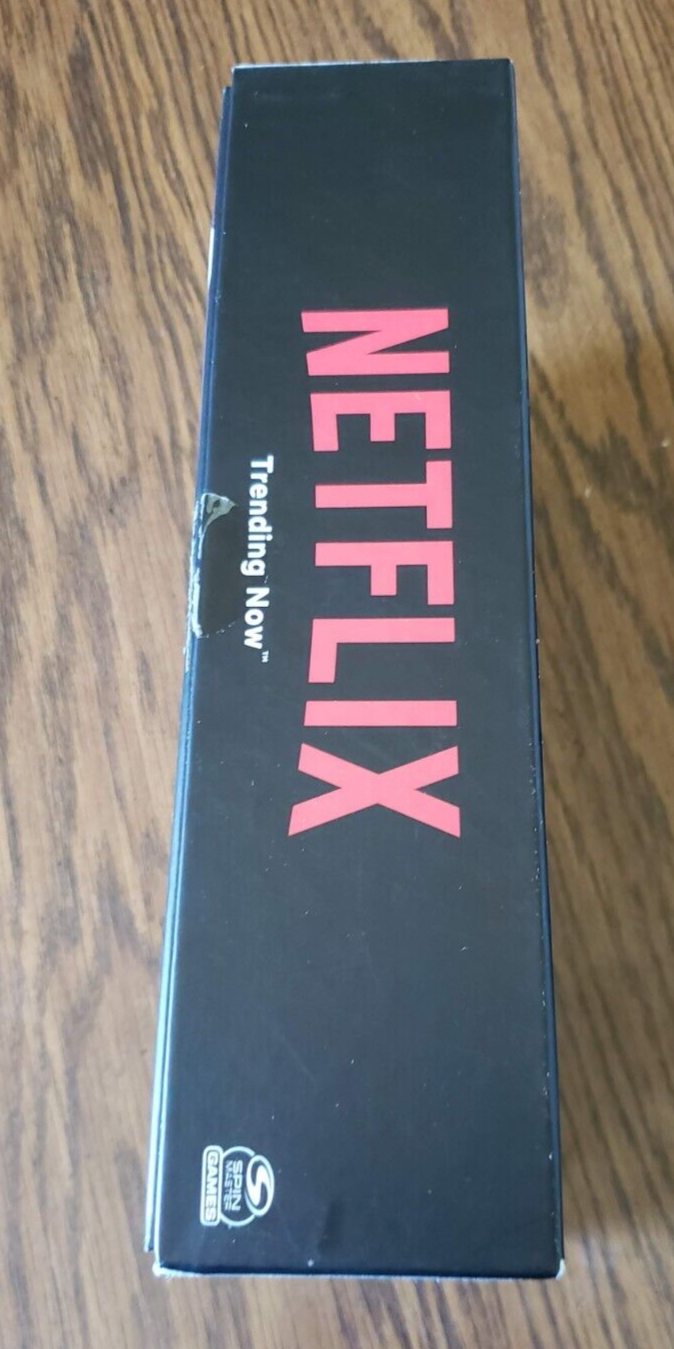 NETFLIX
Trending Now™
SPIN
MASTER
GAMES